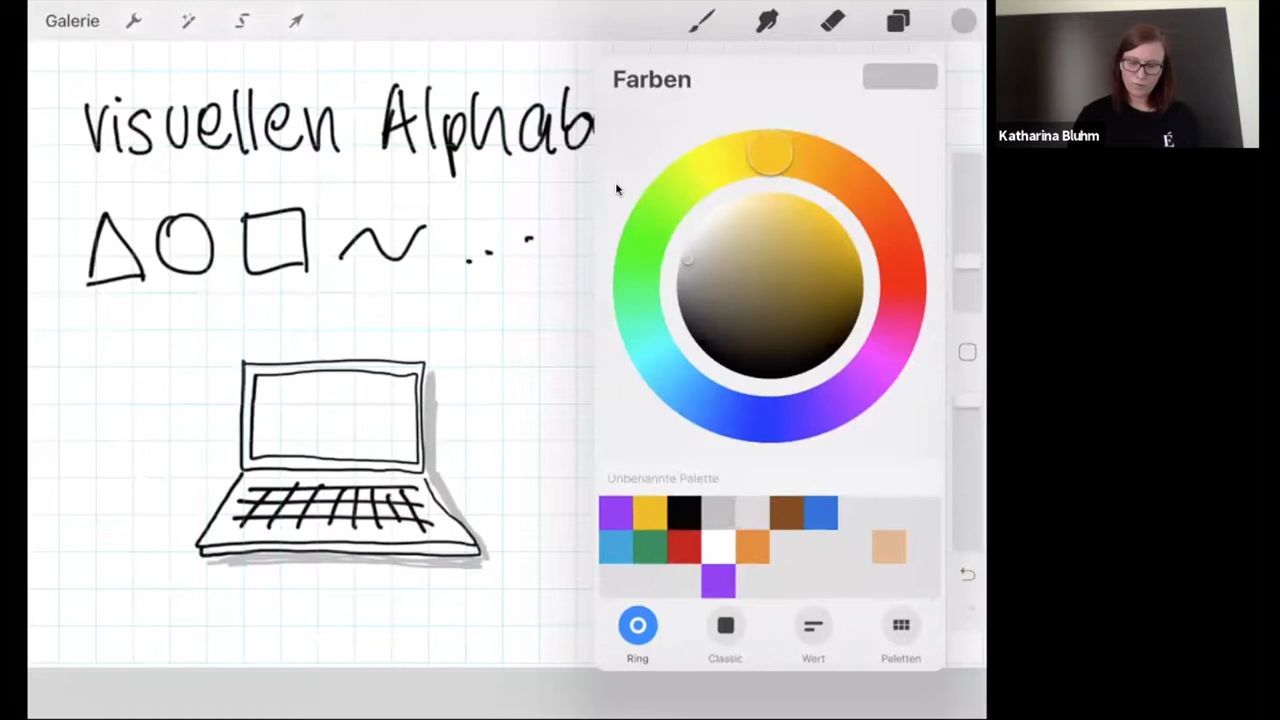 Galerie
visuellen Alphab
Farben
Unbenannte Palette
Ring
Classic
Wert
Paletten
Katharina Bluhm
É